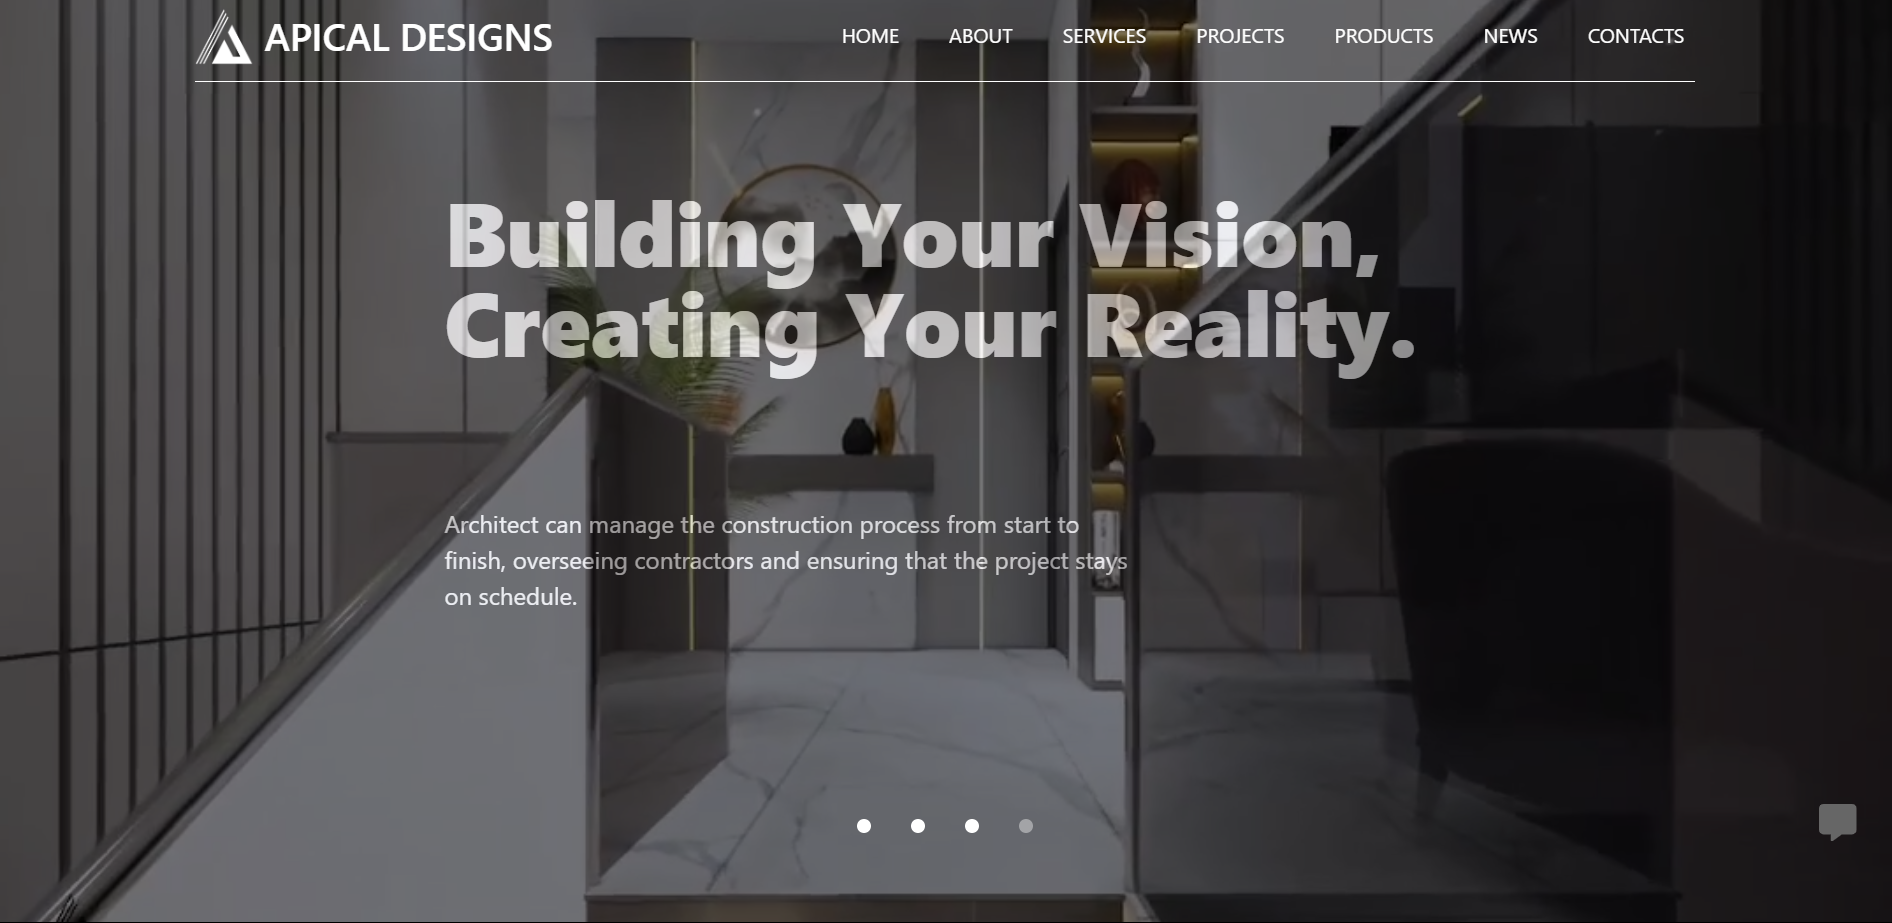 APICAL DESIGNS
HOME ABOUT SERVICES PROJECTS PRODUCTS NEWS CONTACTS
Building Your Vision,
Creating Your Reality.
Architect can manage the construction process from start to
finish, overseeing contractors and ensuring that the project stays
on schedule.